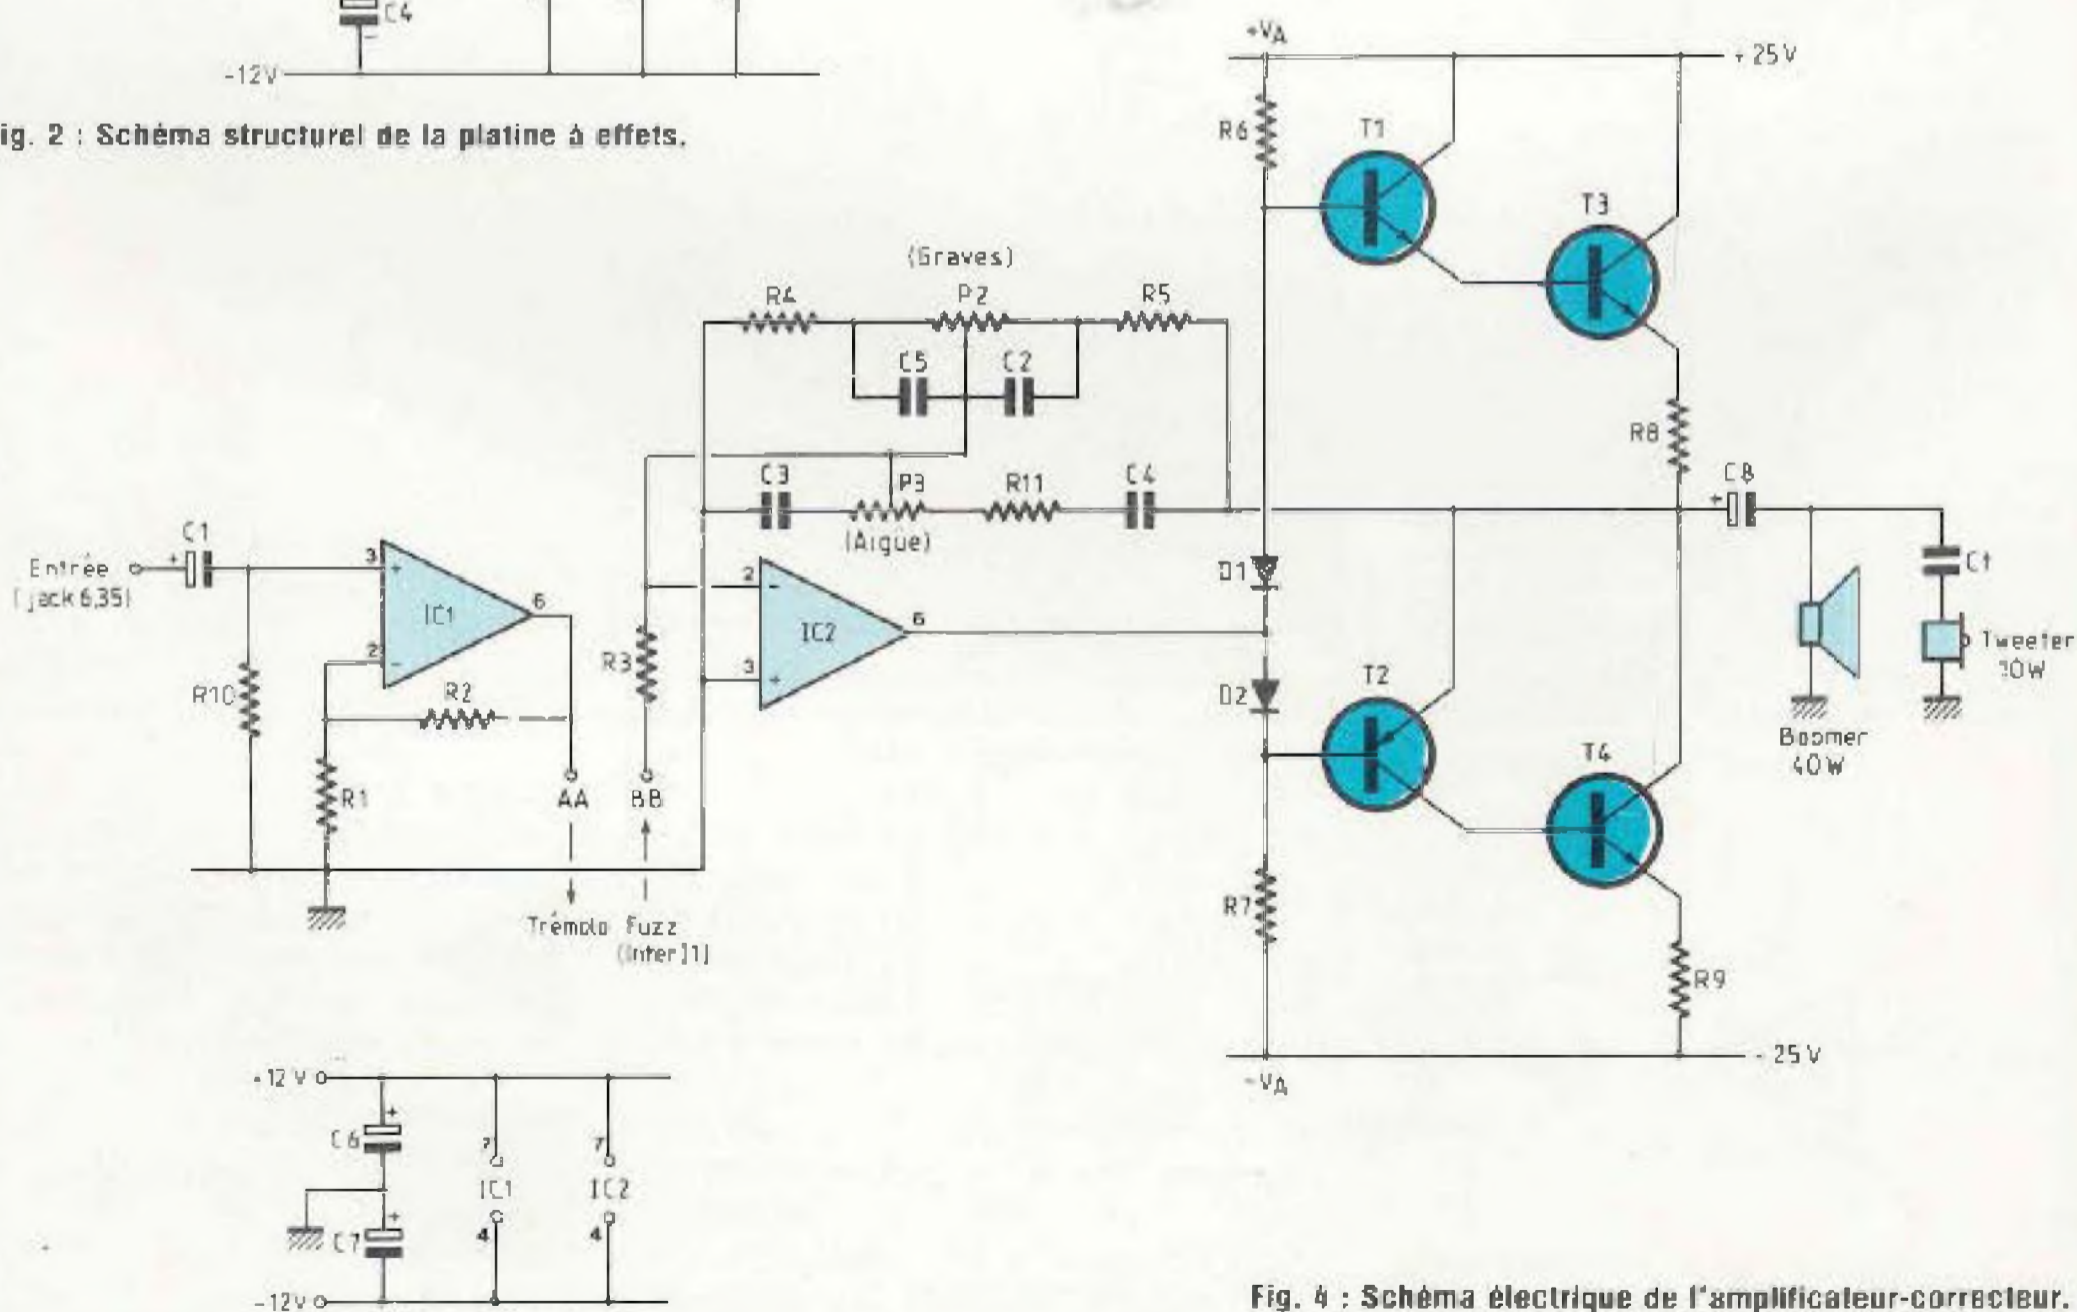 C4
-12V
ig. 2 : Schéma structurel de la platine à effets.
+VA
+25V
R6
T1
T3
(Graves)
R4
P2
R5
C5
C2
R8
C3
P3
R11
C4
C8
(Aigüe)
C1
Entrée
(jack 6,35)
3
+
IC1
6
2
-
R10
R2
R1
AA
BB
R3
2
-
IC2
6
3
+
D1
D2
Ct
Tweeter
10W
Boomer
40W
T2
T4
R7
R9
Trémolo Fuzz
(Inter I1)
-25V
-VA
+12V
+
C6
7
7
IC1
IC2
+
C7
4
4
-12V
Fig. 4 : Schéma électrique de l'amplificateur-correcteur.